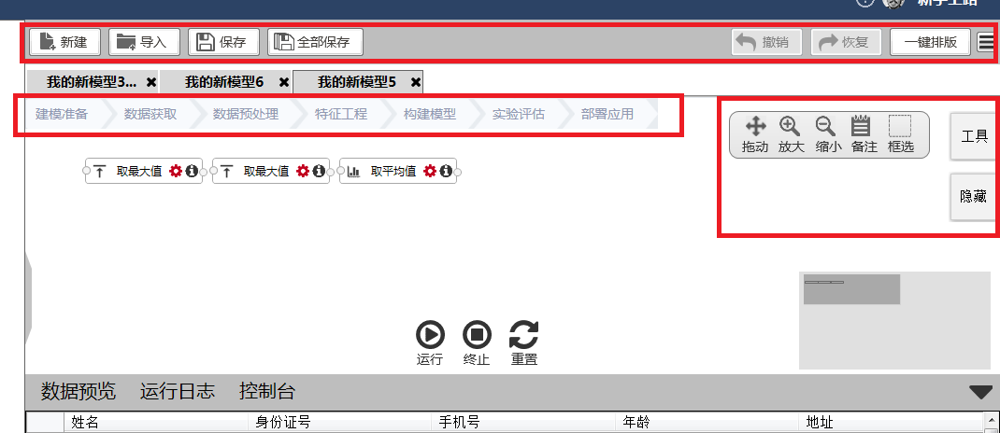 新建 导入 保存 全部保存 撤销 恢复 一键排版
我的新模型3... 我的新模型6 我的新模型5
建模准备 数据获取 数据预处理 特征工程 构建模型 实验评估 部署应用
拖动 放大 缩小 备注 框选 工具
取最大值 取最大值 取平均值
隐藏
运行 终止 重置
数据预览 运行日志 控制台
姓名 身份证号 手机号 年龄 地址